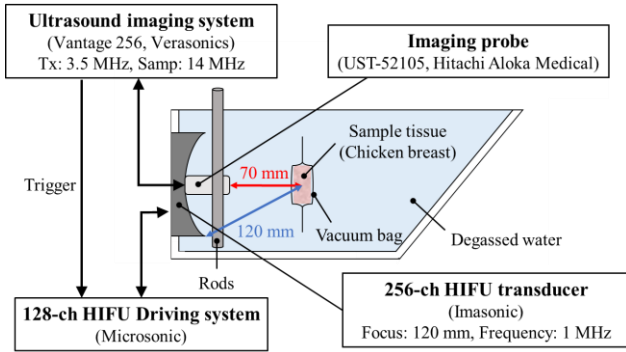 Ultrasound imaging system
(Vantage 256, Verasonics)
Tx: 3.5 MHz, Samp: 14 MHz
Imaging probe
(UST-52105, Hitachi Aloka Medical)
Sample tissue
(Chicken breast)
70 mm
Trigger
120 mm
Vacuum bag
Degassed water
Rods
128-ch HIFU Driving system
(Microsonic)
256-ch HIFU transducer
(Imasonic)
Focus: 120 mm, Frequency: 1 MHz